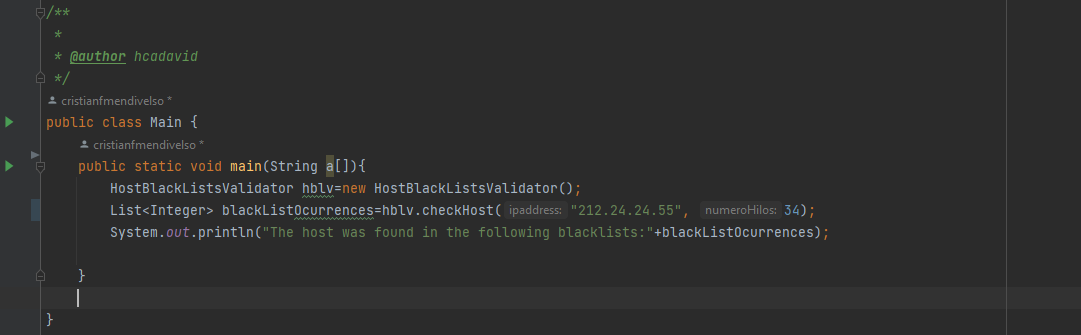 /**
*
* @author hcadavid
*/
cristianfmendivelso *
public class Main {
cristianfmendivelso *
public static void main(String a[]){
HostBlackListsValidator hblv=new HostBlackListsValidator();
List<Integer> blackListOcurrences=hblv.checkHost( ipaddress: "212.24.24.55", numeroHilos: 34);
System.out.println("The host was found in the following blacklists:"+blackListOcurrences);
}
}